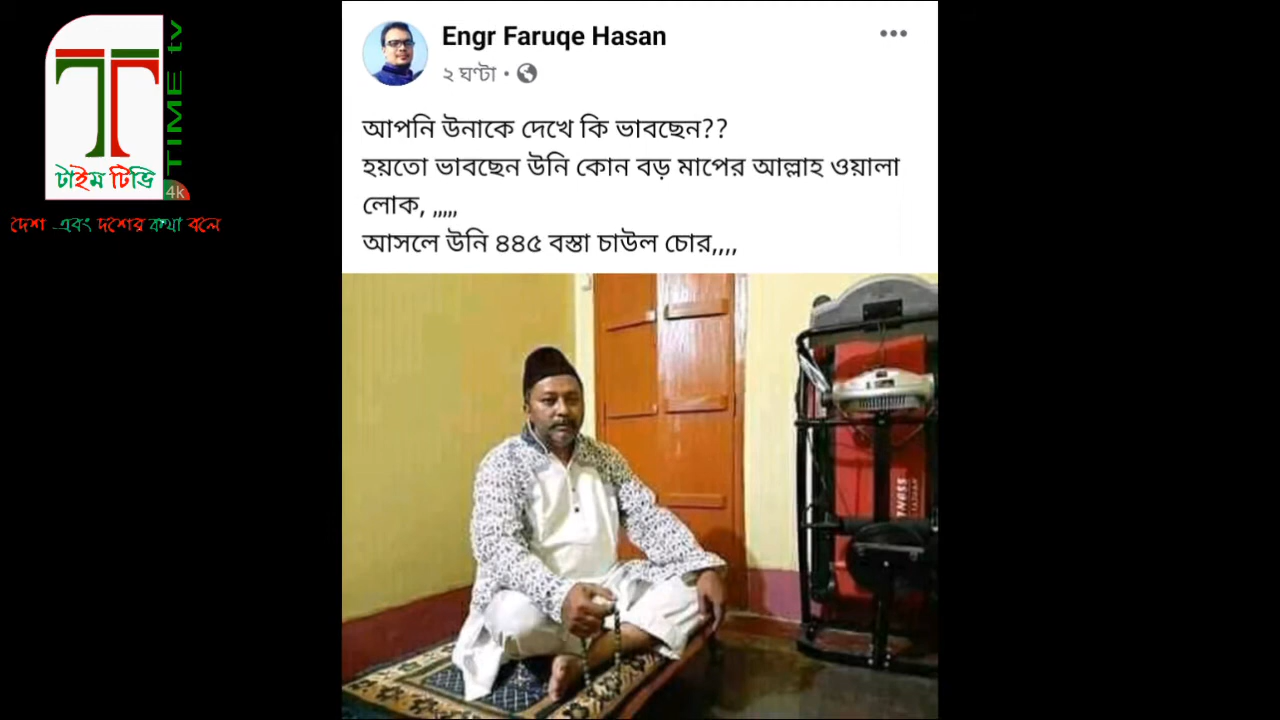 TIME tv
টাইম টিভি
4k
দেশ এবং দশের কথা বলে
Engr Faruqe Hasan
২ ঘণ্টা
আপনি উনাকে দেখে কি ভাবছেন??
হয়তো ভাবছেন উনি কোন বড় মাপের আল্লাহ ওয়ালা
লোক, ,,,,,
আসলে উনি ৪৪৫ বস্তা চাউল চোর,,,,